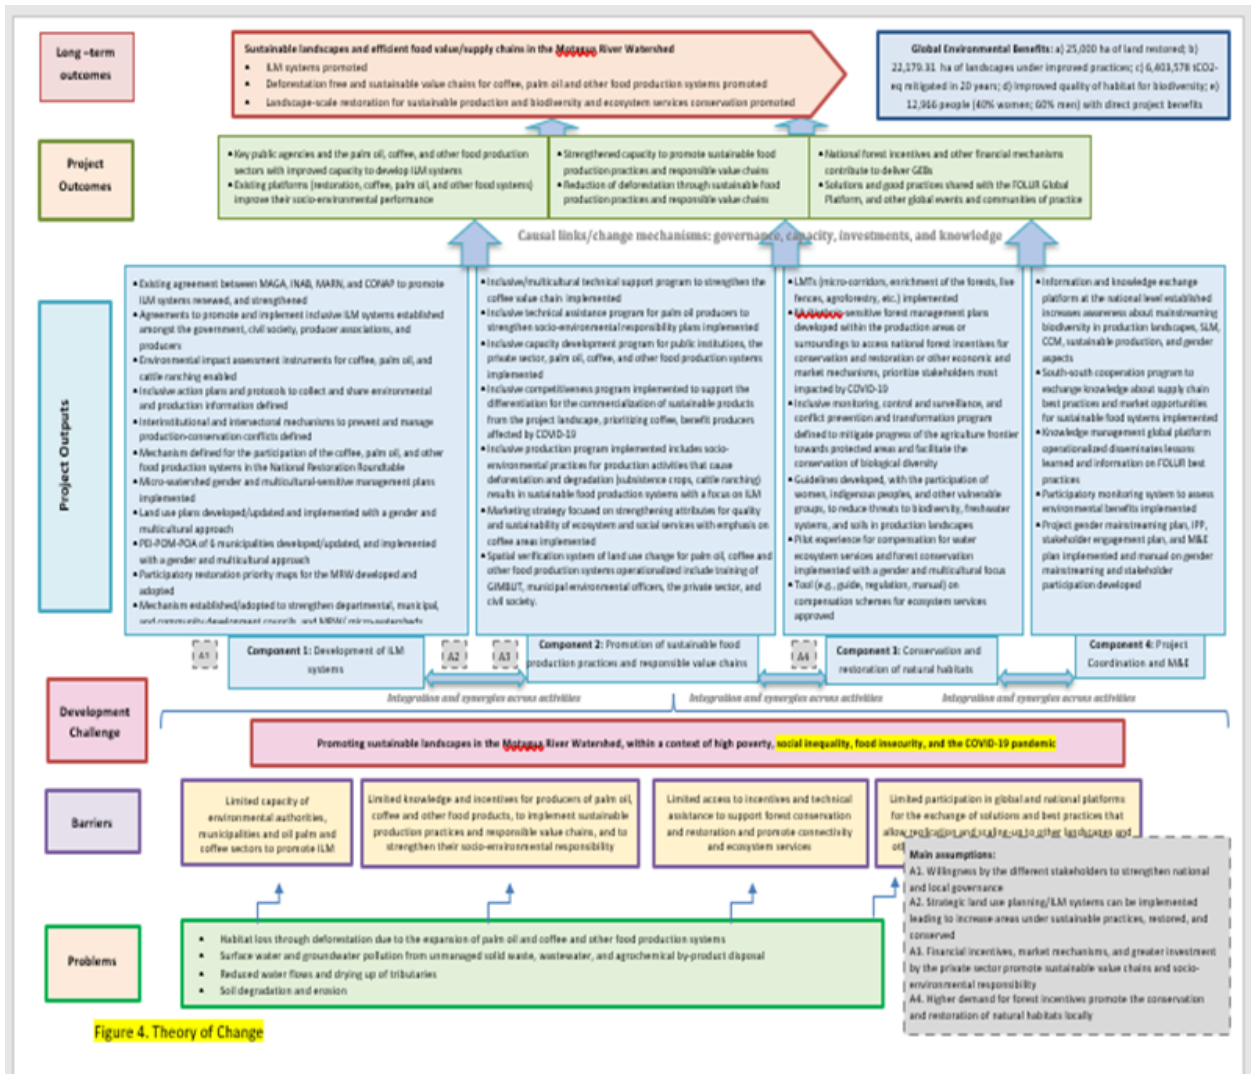 Long –term
outcomes
Sustainable landscapes and efficient food value/supply chains in the Motagua River Watershed
▪ ILM systems promoted
▪ Deforestation free and sustainable value chains for coffee, palm oil and other food production systems promoted
▪ Landscape-scale restoration for sustainable production and biodiversity and ecosystem services conservation promoted
Global Environmental Benefits: a) 25,000 ha of land restored; b)
22,179.31 ha of landscapes under improved practices; c) 6,403,578 tCO2-
eq mitigated in 20 years; d) improved quality of habitat for biodiversity; e)
12,966 people (40% women; 60% men) with direct project benefits
Project
Outcomes
• Key public agencies and the palm oil, coffee, and other food production
sectors with improved capacity to develop ILM systems
• Existing platforms (restoration, coffee, palm oil, and other food systems)
improve their socio-environmental performance
• Strengthened capacity to promote sustainable food
production practices and responsible value chains
• Reduction of deforestation through sustainable food
production practices and responsible value chains
• National forest incentives and other financial mechanisms
contribute to deliver GEBs
• Solutions and good practices shared with the FOLUR Global
Platform, and other global events and communities of practice
Causal links/change mechanisms: governance, capacity, investments, and knowledge
Project Outputs
• Existing agreement between MAGA, INAB, MARN, and CONAP to promote
ILM systems renewed, and strengthened
• Agreements to promote and implement inclusive ILM systems established
amongst the government, civil society, producer associations, and
producers
• Environmental impact assessment instruments for coffee, palm oil, and
cattle ranching enabled
• Inclusive action plans and protocols to collect and share environmental
and production information defined
• Interinstitutional and intersectoral mechanisms to prevent and manage
production-conservation conflicts defined
• Mechanism defined for the participation of the coffee, palm oil, and other
food production systems in the National Restoration Roundtable
• Micro-watershed gender and multicultural-sensitive management plans
implemented
• Land use plans developed/updated and implemented with a gender and
multicultural approach
• PEI-POM-POA of 6 municipalities developed/updated, and implemented
with a gender and multicultural approach
• Participatory restoration priority maps for the MRW developed and
adopted
• Mechanism established/adopted to strengthen departmental, municipal,
and community development councils, and MRW/ micro-watersheds
• Inclusive/multicultural technical support program to strengthen the
coffee value chain implemented
• Inclusive technical assistance program for palm oil producers to
strengthen socio-environmental responsibility plans implemented
• Inclusive capacity development program for public institutions, the
private sector, palm oil, coffee, and other food production systems
implemented
• Inclusive competitiveness program implemented to support the
differentiation for the commercialization of sustainable products
from the project landscape, prioritizing coffee, benefit producers
affected by COVID-19
• Inclusive production program implemented includes socio-
environmental practices for production activities that cause
deforestation and degradation (subsistence crops, cattle ranching)
results in sustainable food production systems with a focus on ILM
• Marketing strategy focused on strengthening attributes for quality
and sustainability of ecosystem and social services with emphasis on
coffee areas implemented
• Spatial verification system of land use change for palm oil, coffee and
other food production systems operationalized include training of
GIMBUT, municipal environmental officers, the private sector, and
civil society.
• LMTs (micro-corridors, enrichment of the forests, live
fences, agroforestry, etc.) implemented
• -sensitive forest management plans
developed within the production areas or
surroundings to access national forest incentives for
conservation and restoration or other economic and
market mechanisms, prioritize stakeholders most
impacted by COVID-19
• Inclusive monitoring, control and surveillance, and
conflict prevention and transformation program
defined to mitigate progress of the agriculture frontier
towards protected areas and facilitate the
conservation of biological diversity
• Guidelines developed, with the participation of
women, indigenous peoples, and other vulnerable
groups, to reduce threats to biodiversity, freshwater
systems, and soils in production landscapes
• Pilot experience for compensation for water
ecosystem services and forest conservation
implemented with a gender and multicultural focus
• Tool (e.g., guide, regulation, manual) on
compensation schemes for ecosystem services
approved
• Information and knowledge exchange
platform at the national level established
increases awareness about mainstreaming
biodiversity in production landscapes, SLM,
CCM, sustainable production, and gender
aspects
• South-south cooperation program to
exchange knowledge about supply chain
best practices and market opportunities
for sustainable food systems implemented
• Knowledge management global platform
operationalized disseminates lessons
learned and information on FOLUR best
practices
• Participatory monitoring system to assess
environmental benefits implemented
• Project gender mainstreaming plan, IPP,
stakeholder engagement plan, and M&E
plan implemented and manual on gender
mainstreaming and stakeholder
participation developed
A1
Component 1: Development of ILM
systems
A2
A3
Component 2: Promotion of sustainable food
production practices and responsible value chains
A4
Component 3: Conservation and
restoration of natural habitats
Component 4: Project
Coordination and M&E
Integration and synergies across activities
Integration and synergies across activities
Integration and synergies across activities
Development
Challenge
Promoting sustainable landscapes in the Motagua River Watershed, within a context of high poverty, social inequality, food insecurity, and the COVID-19 pandemic
Barriers
Limited capacity of
environmental authorities,
municipalities and oil palm and
coffee sectors to promote ILM
Limited knowledge and incentives for producers of palm oil,
coffee and other food products, to implement sustainable
production practices and responsible value chains, and to
strengthen their socio-environmental responsibility
Limited access to incentives and technical
assistance to support forest conservation
and restoration and promote connectivity
and ecosystem services
Limited participation in global and national platforms
for the exchange of solutions and best practices that
allow replication and scaling-up to other landscapes and
Main assumptions:
A1. Willingness by the different stakeholders to strengthen national
and local governance
A2. Strategic land use planning/ILM systems can be implemented
leading to increase areas under sustainable practices, restored, and
conserved
A3. Financial incentives, market mechanisms, and greater investment
by the private sector promote sustainable value chains and socio-
environmental responsibility
A4. Higher demand for forest incentives promote the conservation
and restoration of natural habitats locally
Problems
▪ Habitat loss through deforestation due to the expansion of palm oil and coffee and other food production systems
▪ Surface water and groundwater pollution from unmanaged solid waste, wastewater, and agrochemical by-product disposal
▪ Reduced water flows and drying up of tributaries
▪ Soil degradation and erosion
Figure 4. Theory of Change